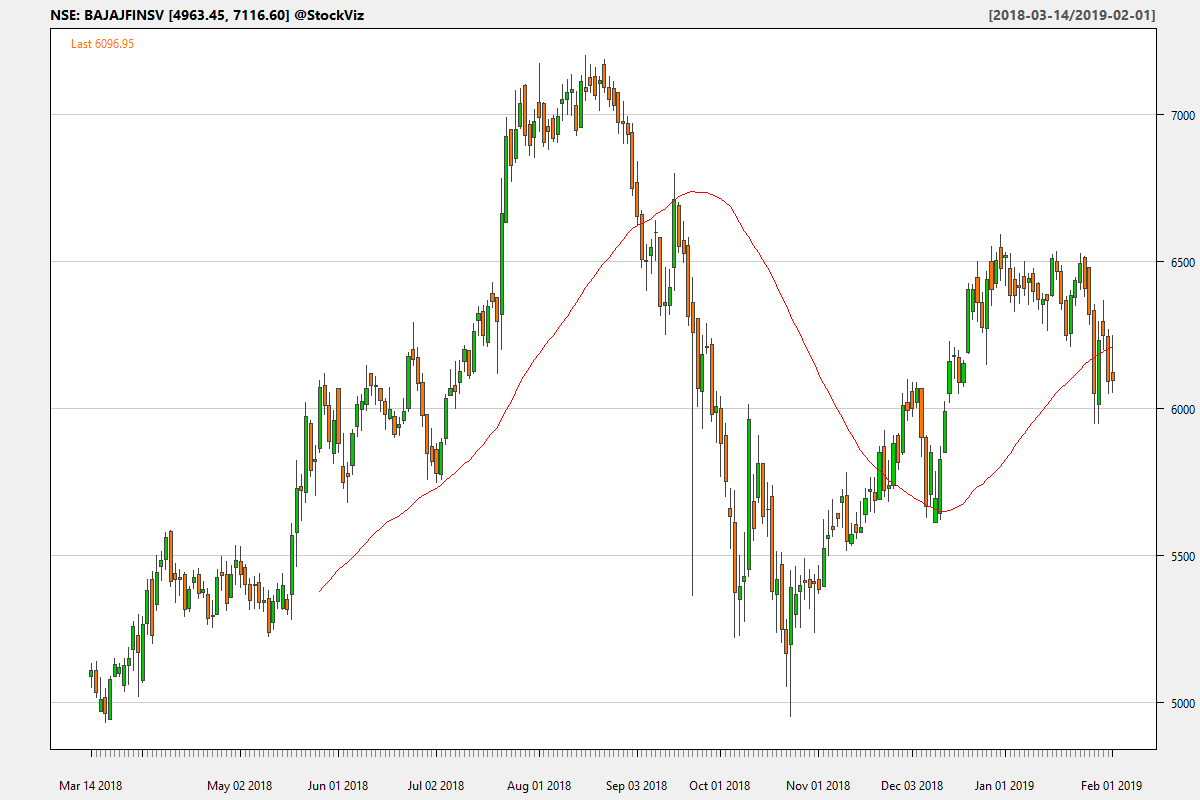 NSE: BAJAJFINSV [4963.45, 7116.60] @StockViz [2018-03-14/2019-02-01]
Last 6096.95
7000
6500
6000
5500
5000
Mar 14 2018 May 02 2018 Jun 01 2018 Jul 02 2018 Aug 01 2018 Sep 03 2018 Oct 01 2018 Nov 01 2018 Dec 03 2018 Jan 01 2019 Feb 01 2019